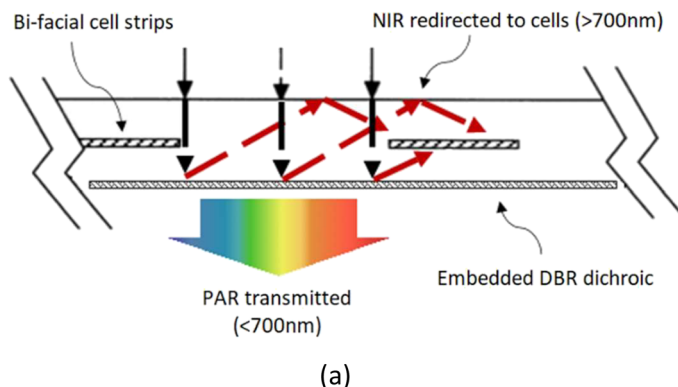 Bi-facial cell strips
NIR redirected to cells (>700nm)
Embedded DBR dichroic
PAR transmitted
(<700nm)
(a)